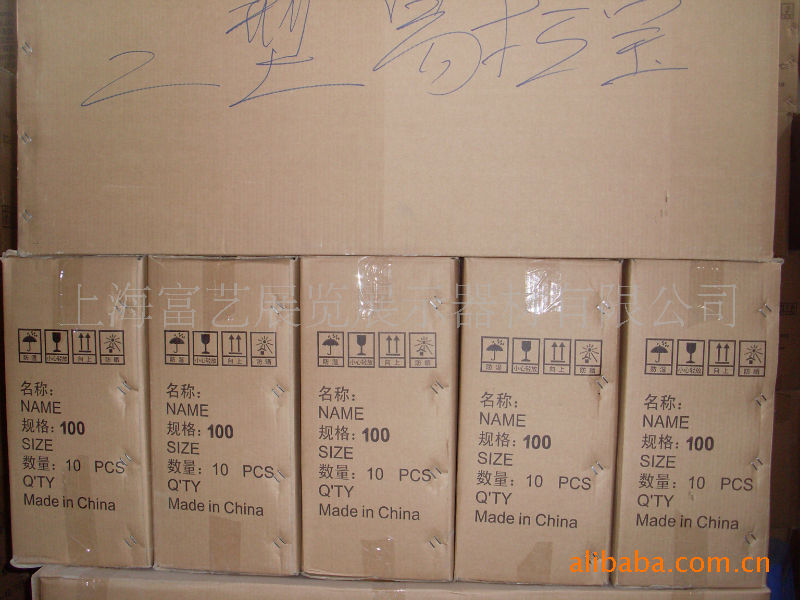 2型易拉宝
上海富艺展览展示器材有限公司
防湿 小心轻放 向上 防晒
名称：
NAME
规格：100
SIZE
数量：10 PCS
Q'TY
Made in China
防湿 小心轻放 向上 防晒
名称：
NAME
规格：100
SIZE
数量：10 PCS
Q'TY
Made in China
防湿 小心轻放 向上 防晒
名称：
NAME
规格：100
SIZE
数量：10 PCS
Q'TY
Made in China
防湿 小心轻放 向上 防晒
名称：
NAME
规格：100
SIZE
数量：10 PCS
Q'TY
Made in China
防湿 小心轻放 向上 防晒
名称：
NAME
规格：100
SIZE
数量：10 PCS
Q'TY
Made in China
alibaba.com.cn